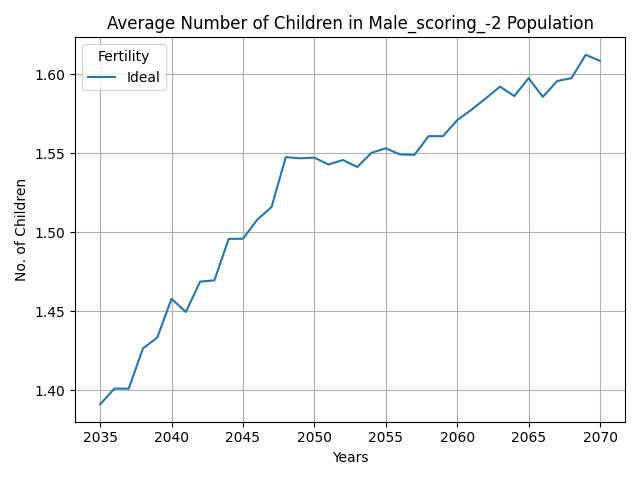 Average Number of Children in Male_scoring_-2 Population
Fertility
Ideal
No. of Children
1.60
1.55
1.50
1.45
1.40
2035 2040 2045 2050 2055 2060 2065 2070
Years